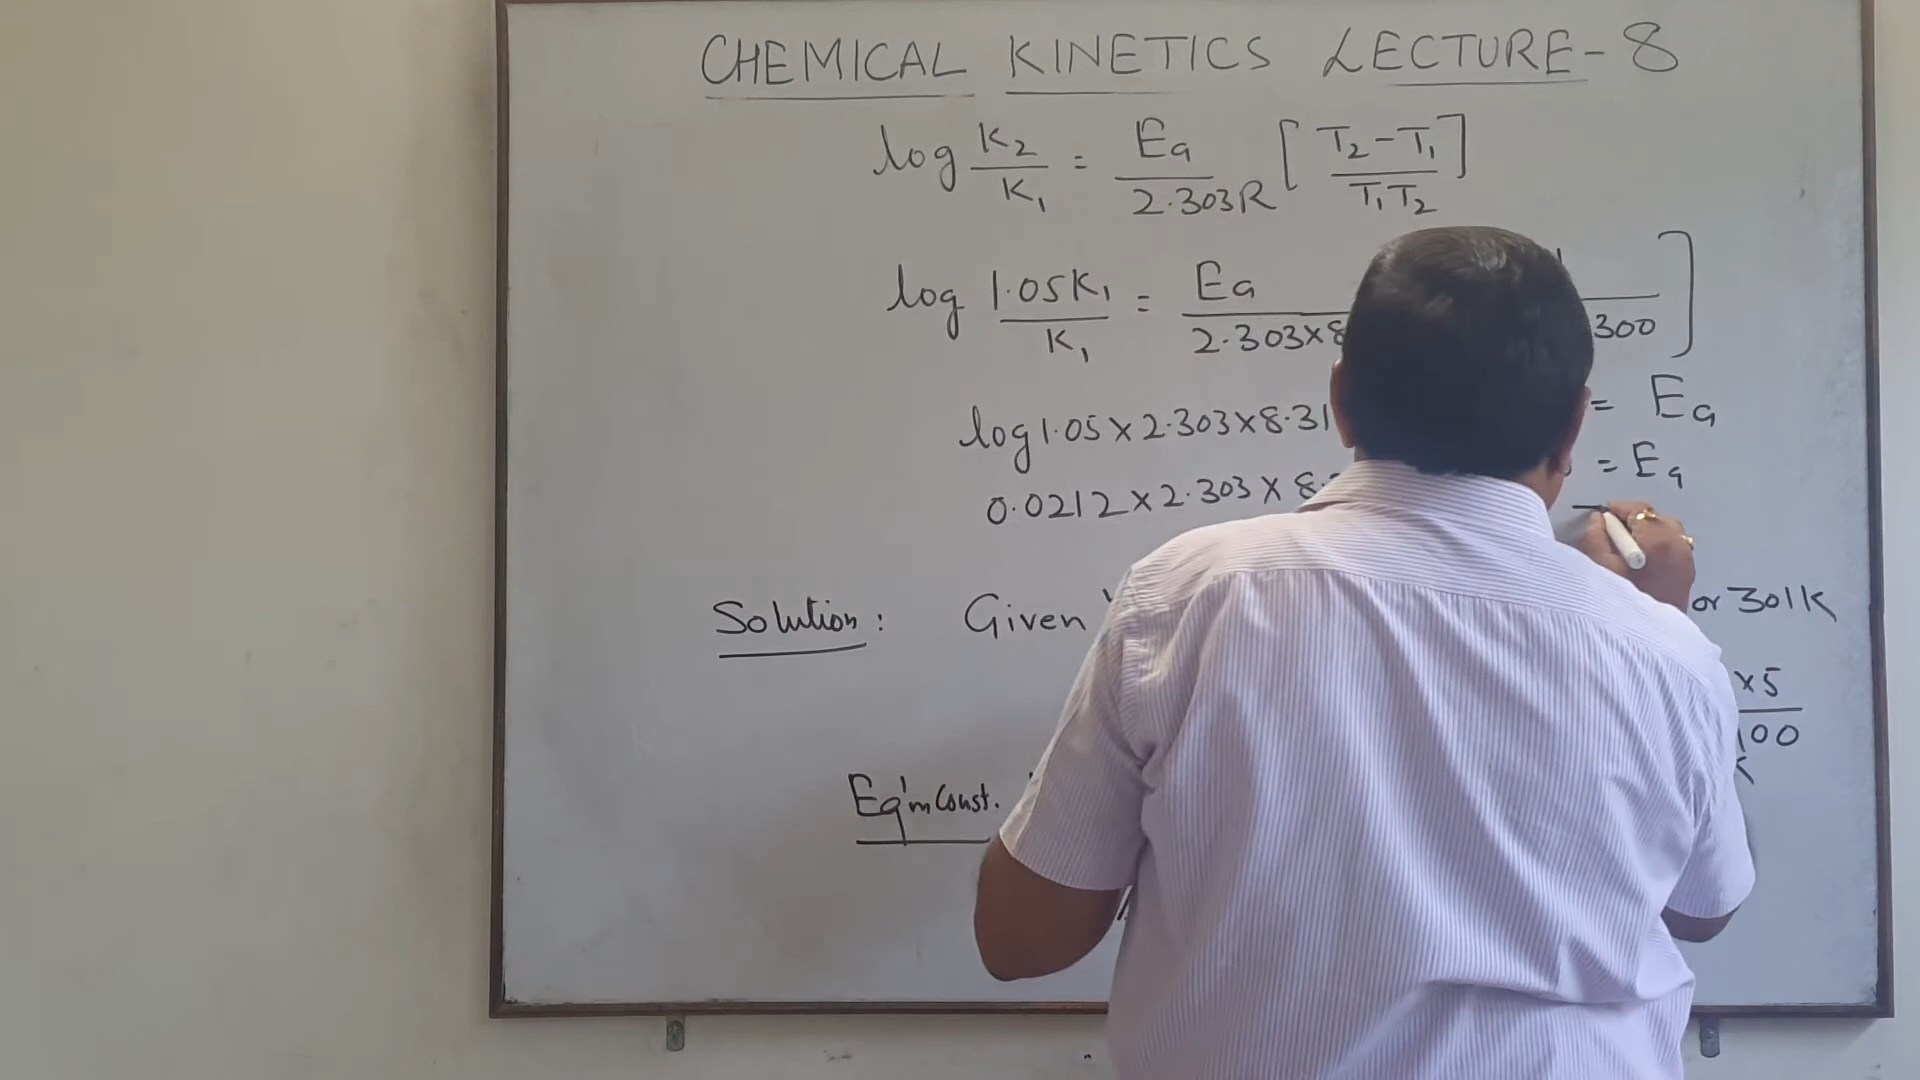 CHEMICAL KINETICS LECTURE-8
log K2/K1 = Ea/2.303R [T2-T1/T1T2]
log 1.05K1/K1 = Ea/2.303×8 300]
log 1.05×2.303×8.31 = Ea
0.0212×2.303×8. = Ea
Solution: Given or 301K
×5/100
Eq'm Const.